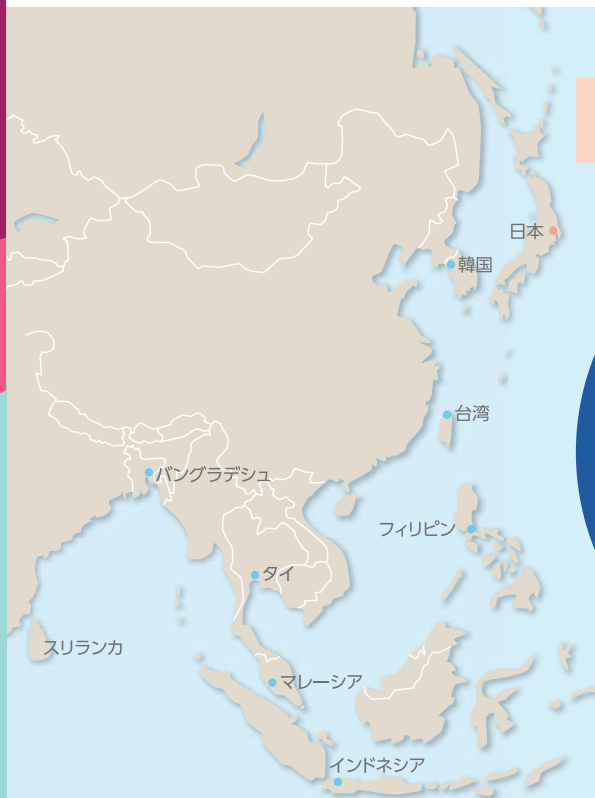 日本
韓国
台湾
バングラデシュ
フィリピン
タイ
スリランカ
マレーシア
インドネシア